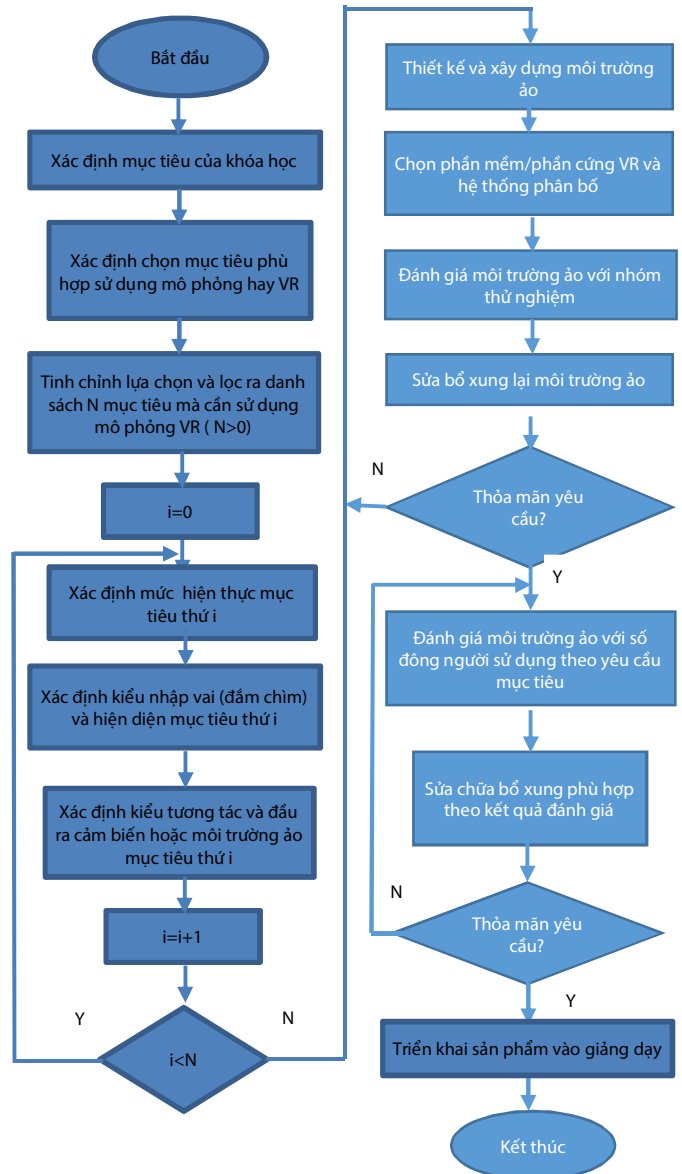 Bắt đầu
Xác định mục tiêu của khóa học
Xác định chọn mục tiêu phù
hợp sử dụng mô phỏng hay VR
Tinh chỉnh lựa chọn và lọc ra danh
sách N mục tiêu mà cần sử dụng
mô phỏng VR ( N>0)
i=0
Xác định mức hiện thực mục
tiêu thứ i
Xác định kiểu nhập vai (đắm chìm)
và hiện diện mục tiêu thứ i
Xác định kiểu tương tác và đầu
ra cảm biến hoặc môi trường ảo
mục tiêu thứ i
i=i+1
Y
N
i<N
Thiết kế và xây dựng môi trường
ảo
Chọn phần mềm/phần cứng VR và
hệ thống phân bố
Đánh giá môi trường ảo với nhóm
thử nghiệm
Sửa bổ xung lại môi trường ảo
N
Thỏa mãn yêu
cầu?
Y
Đánh giá môi trường ảo với số
đông người sử dụng theo yêu cầu
mục tiêu
Sửa chữa bổ xung phù hợp
theo kết quả đánh giá
N
Thỏa mãn yêu
cầu?
Y
Triển khai sản phẩm vào giảng dạy
Kết thúc